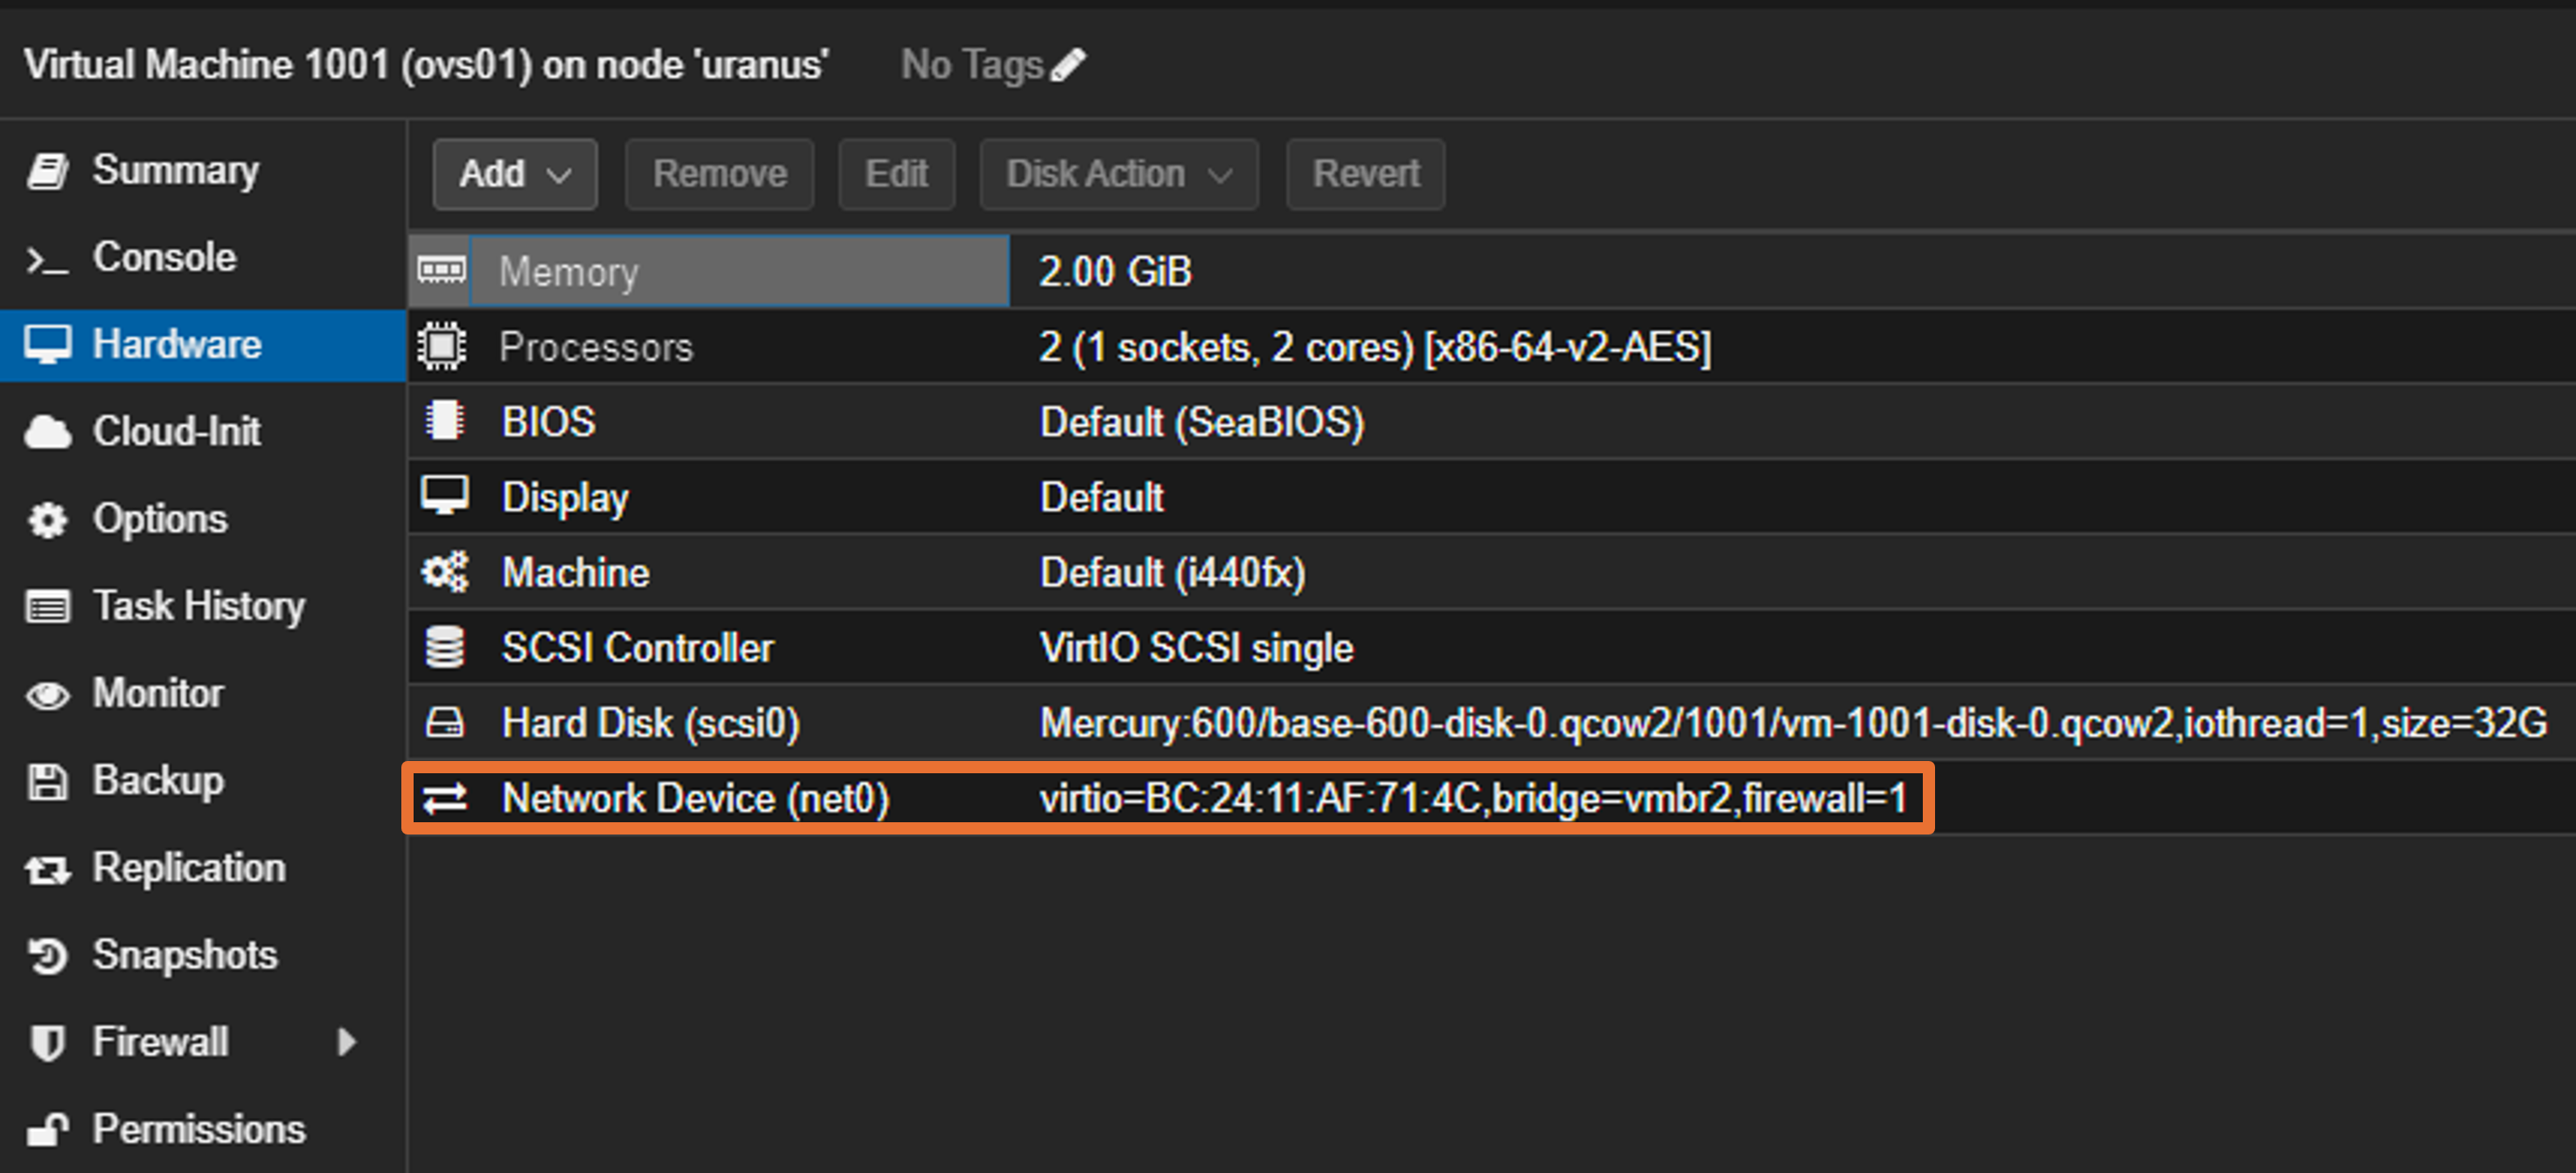 Virtual Machine 1001 (ovs01) on node 'uranus' No Tags
Summary
Console
Hardware
Cloud-Init
Options
Task History
Monitor
Backup
Replication
Snapshots
Firewall
Permissions
Add Remove Edit Disk Action Revert
Memory 2.00 GiB
Processors 2 (1 sockets, 2 cores) [x86-64-v2-AES]
BIOS Default (SeaBIOS)
Display Default
Machine Default (i440fx)
SCSI Controller VirtIO SCSI single
Hard Disk (scsi0) Mercury:600/base-600-disk-0.qcow2/1001/vm-1001-disk-0.qcow2,iothread=1,size=32G
Network Device (net0) virtio=BC:24:11:AF:71:4C,bridge=vmbr2,firewall=1